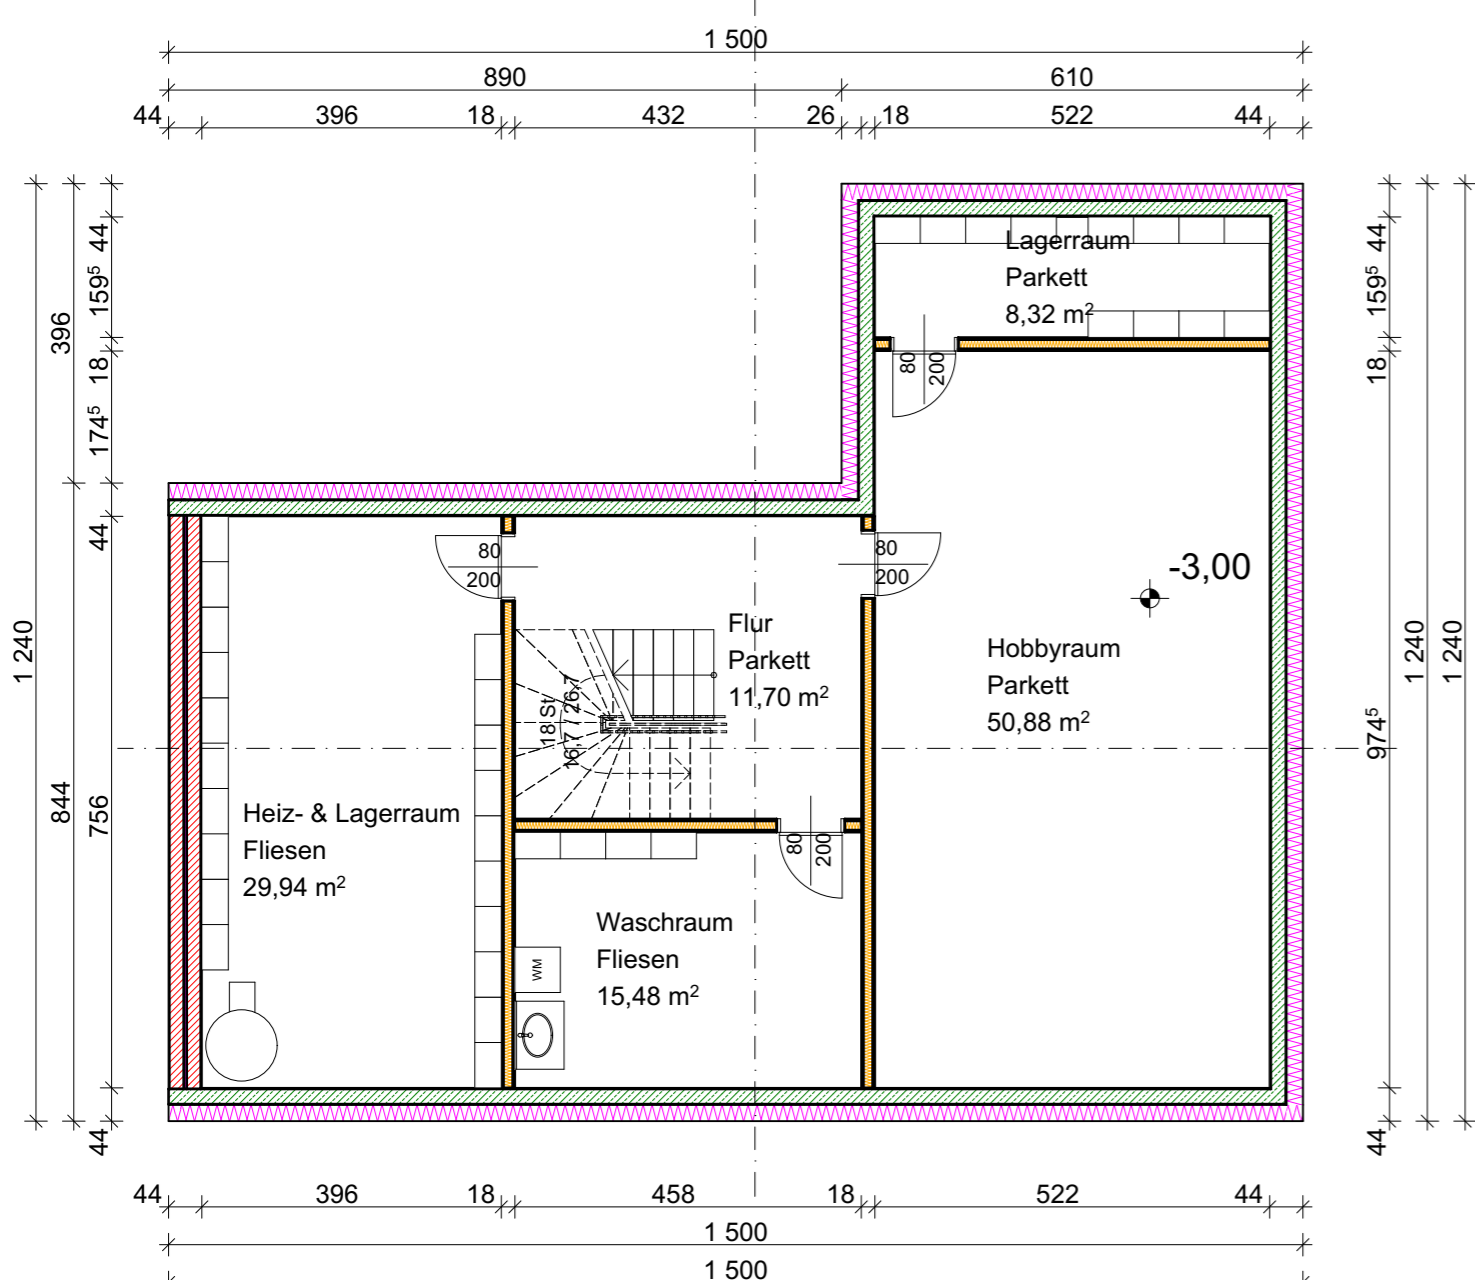 1 500
890 610
44 396 18 432 26 18 522 44
1 240
396
844
44
159⁵
18
174⁵
44
756
44
Lagerraum
Parkett
8,32 m²
80
200
80
200
80
200
-3,00
Flur
Parkett
11,70 m²
18 St
16,7 / 26,7
Hobbyraum
Parkett
50,88 m²
Heiz- & Lagerraum
Fliesen
29,94 m²
80
200
Waschraum
Fliesen
15,48 m²
WM
44
159⁵
18
974⁵
44
1 240
1 240
44 396 18 458 18 522 44
1 500
1 500